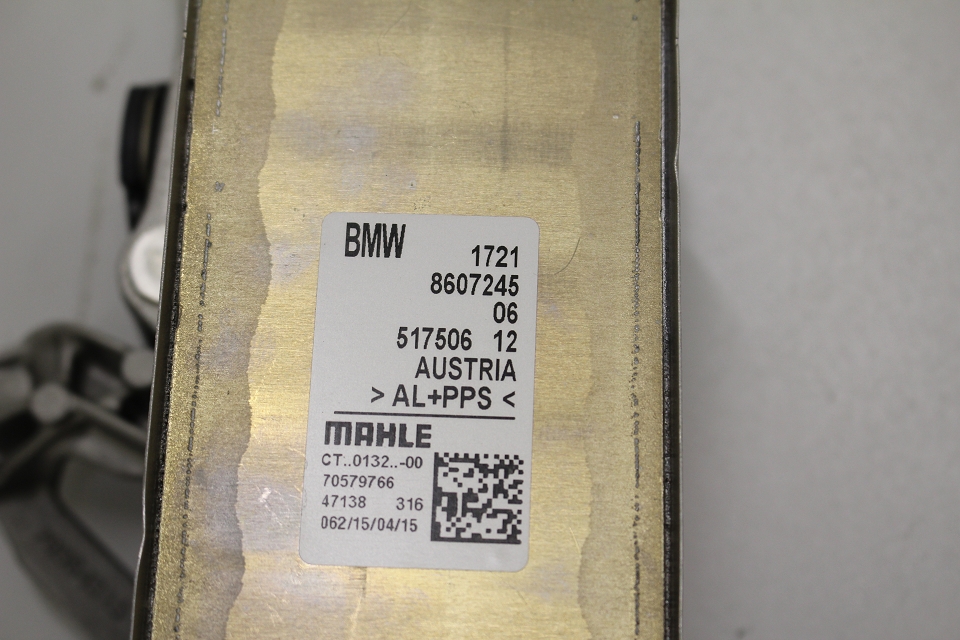 BMW 1721
8607245
06
517506 12
AUSTRIA
>AL+PPS<
MAHLE
CT..0132..-00
70579766
47138 316
062/15/04/15